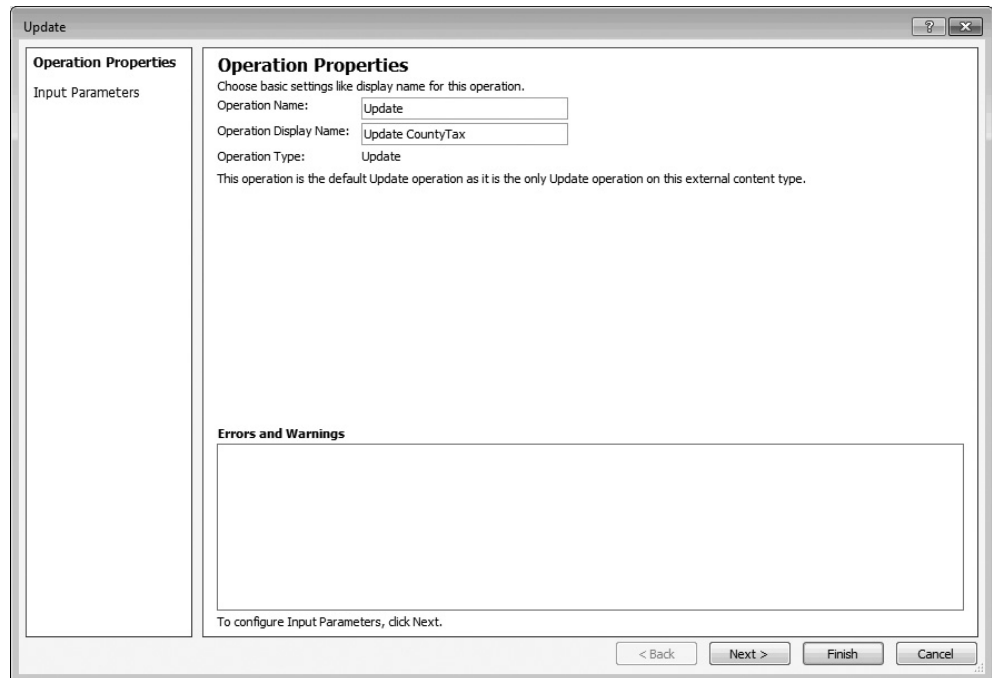 Update
Operation Properties
Input Parameters
Operation Properties
Choose basic settings like display name for this operation.
Operation Name: Update
Operation Display Name: Update CountyTax
Operation Type: Update
This operation is the default Update operation as it is the only Update operation on this external content type.
Errors and Warnings
To configure Input Parameters, click Next.
< Back Next > Finish Cancel